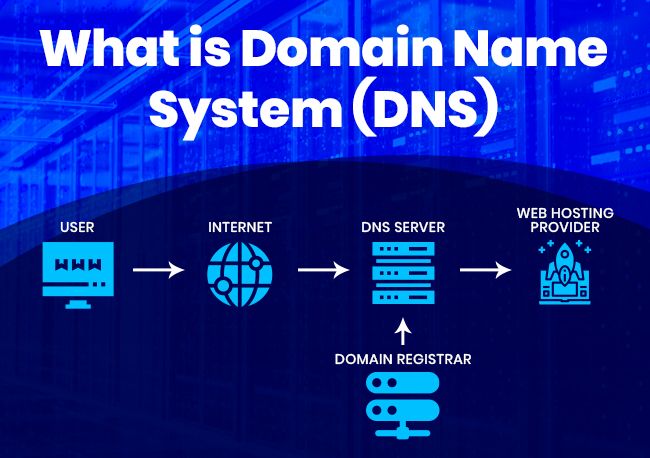 What is Domain Name
System (DNS)
USER
INTERNET
DNS SERVER
WEB HOSTING
PROVIDER
WWW
DOMAIN REGISTRAR